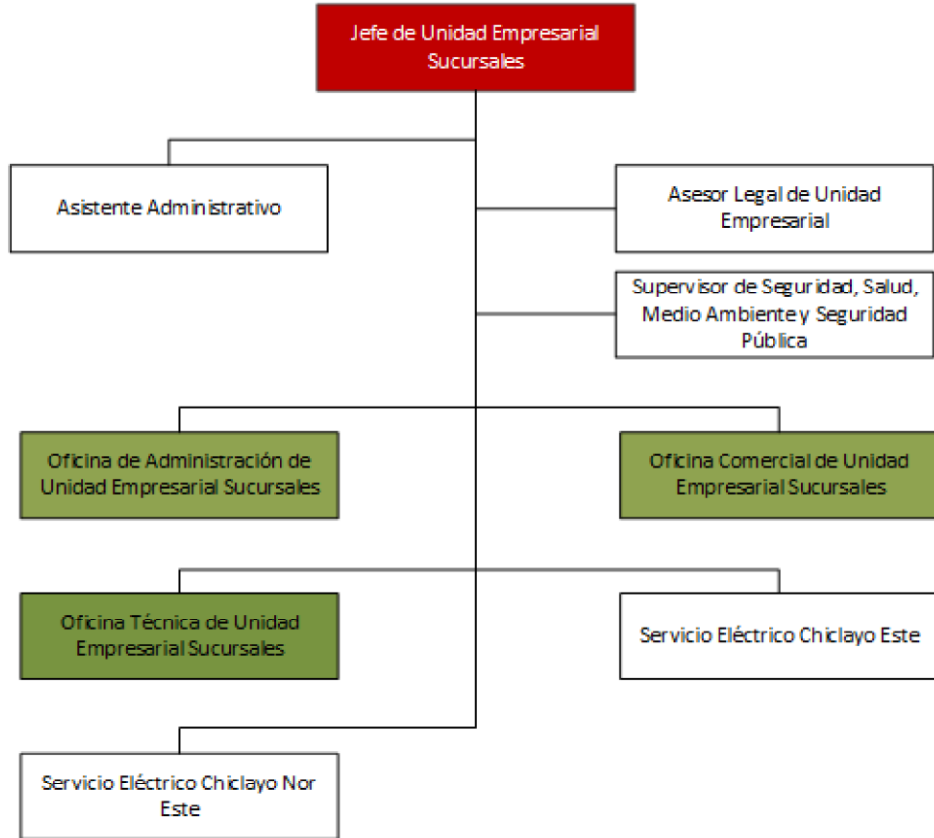 Jefe de Unidad Empresarial
Sucursales
Asistente Administrativo
Asesor Legal de Unidad
Empresarial
Supervisor de Seguridad, Salud,
Medio Ambiente y Seguridad
Pública
Oficina de Administración de
Unidad Empresarial Sucursales
Oficina Comercial de Unidad
Empresarial Sucursales
Oficina Técnica de Unidad
Empresarial Sucursales
Servicio Eléctrico Chiclayo Este
Servicio Eléctrico Chiclayo Nor
Este